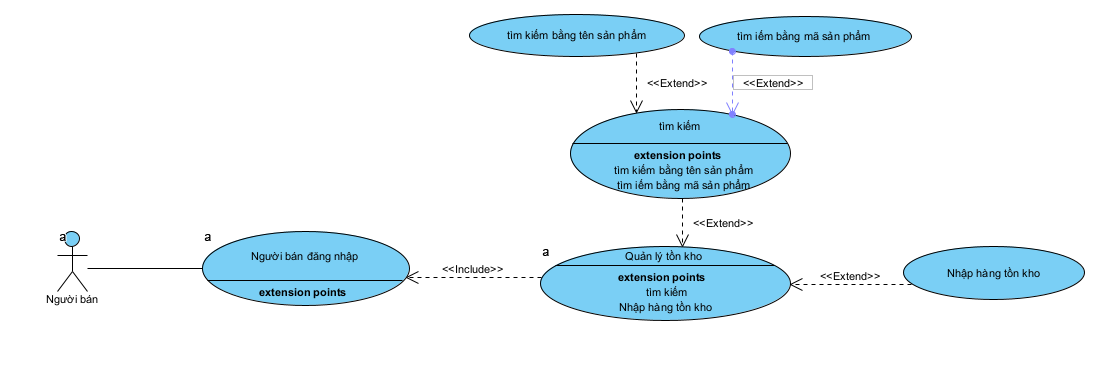 tìm kiếm bằng tên sản phẩm
tìm iếm bằng mã sản phẩm
<<Extend>>
<<Extend>>
tìm kiếm
extension points
tìm kiếm bằng tên sản phẩm
tìm iếm bằng mã sản phẩm
<<Extend>>
a
Người bán
a
Người bán đăng nhập
extension points
<<Include>>
a
Quản lý tồn kho
extension points
tìm kiếm
Nhập hàng tồn kho
<<Extend>>
Nhập hàng tồn kho